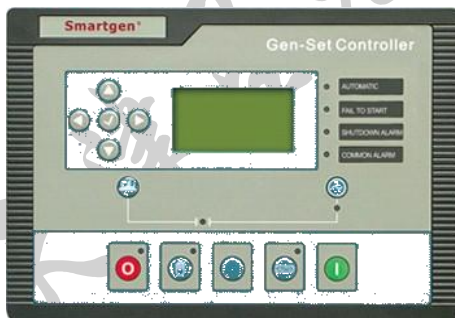 Smartgen®
Gen-Set Controller
AUTOMATIC
FAIL TO START
SHUTDOWN ALARM
COMMON ALARM